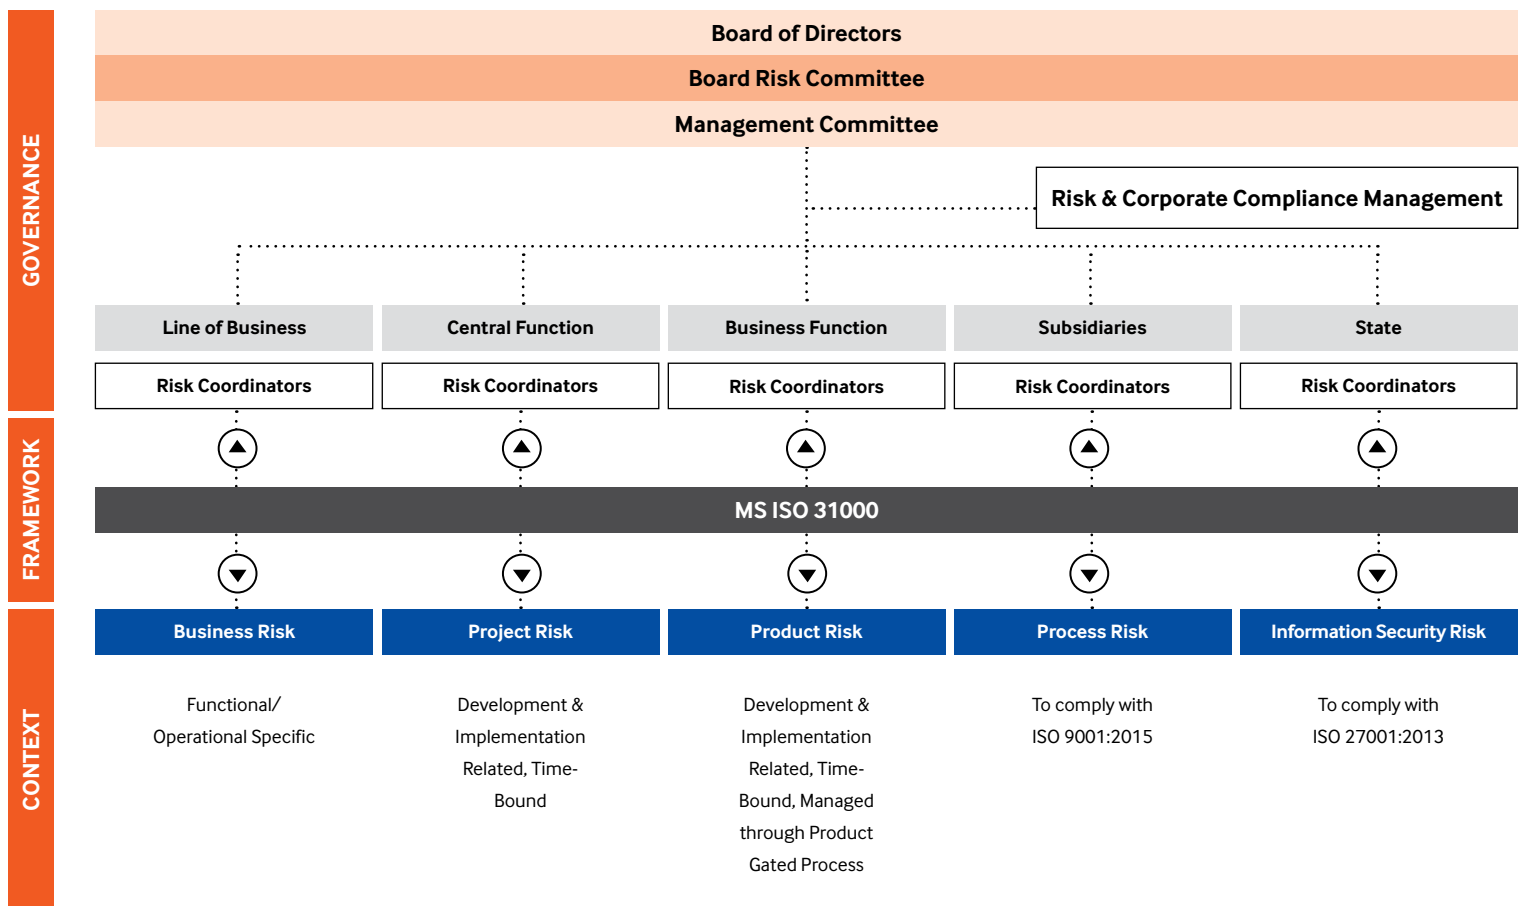 GOVERNANCE
Board of Directors
Board Risk Committee
Management Committee
Risk & Corporate Compliance Management
Line of Business
Central Function
Business Function
Subsidiaries
State
Risk Coordinators
Risk Coordinators
Risk Coordinators
Risk Coordinators
Risk Coordinators
FRAMEWORK
MS ISO 31000
CONTEXT
Business Risk
Functional/
Operational Specific
Project Risk
Development &
Implementation
Related, Time-
Bound
Product Risk
Development &
Implementation
Related, Time-
Bound, Managed
through Product
Gated Process
Process Risk
To comply with
ISO 9001:2015
Information Security Risk
To comply with
ISO 27001:2013